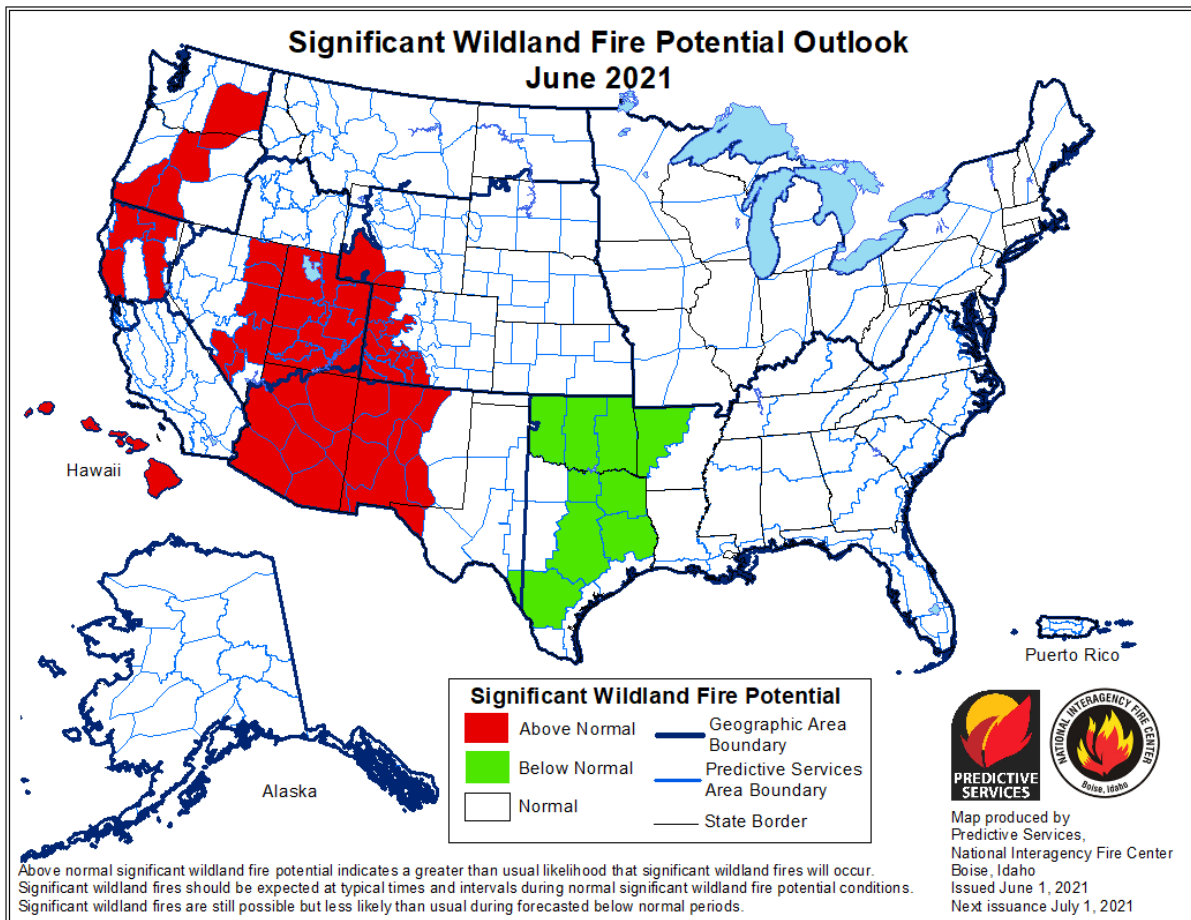 Significant Wildland Fire Potential Outlook
June 2021
Hawaii
Alaska
Puerto Rico
Significant Wildland Fire Potential
Above Normal
Below Normal
Normal
Geographic Area
Boundary
Predictive Services
Area Boundary
State Border
PREDICTIVE
SERVICES
NATIONAL INTERAGENCY FIRE CENTER
Boise, Idaho
Map produced by
Predictive Services,
National Interagency Fire Center
Boise, Idaho
Issued June 1, 2021
Next issuance July 1, 2021
Above normal significant wildland fire potential indicates a greater than usual likelihood that significant wildland fires will occur.
Significant wildland fires should be expected at typical times and intervals during normal significant wildland fire potential conditions.
Significant wildland fires are still possible but less likely than usual during forecasted below normal periods.